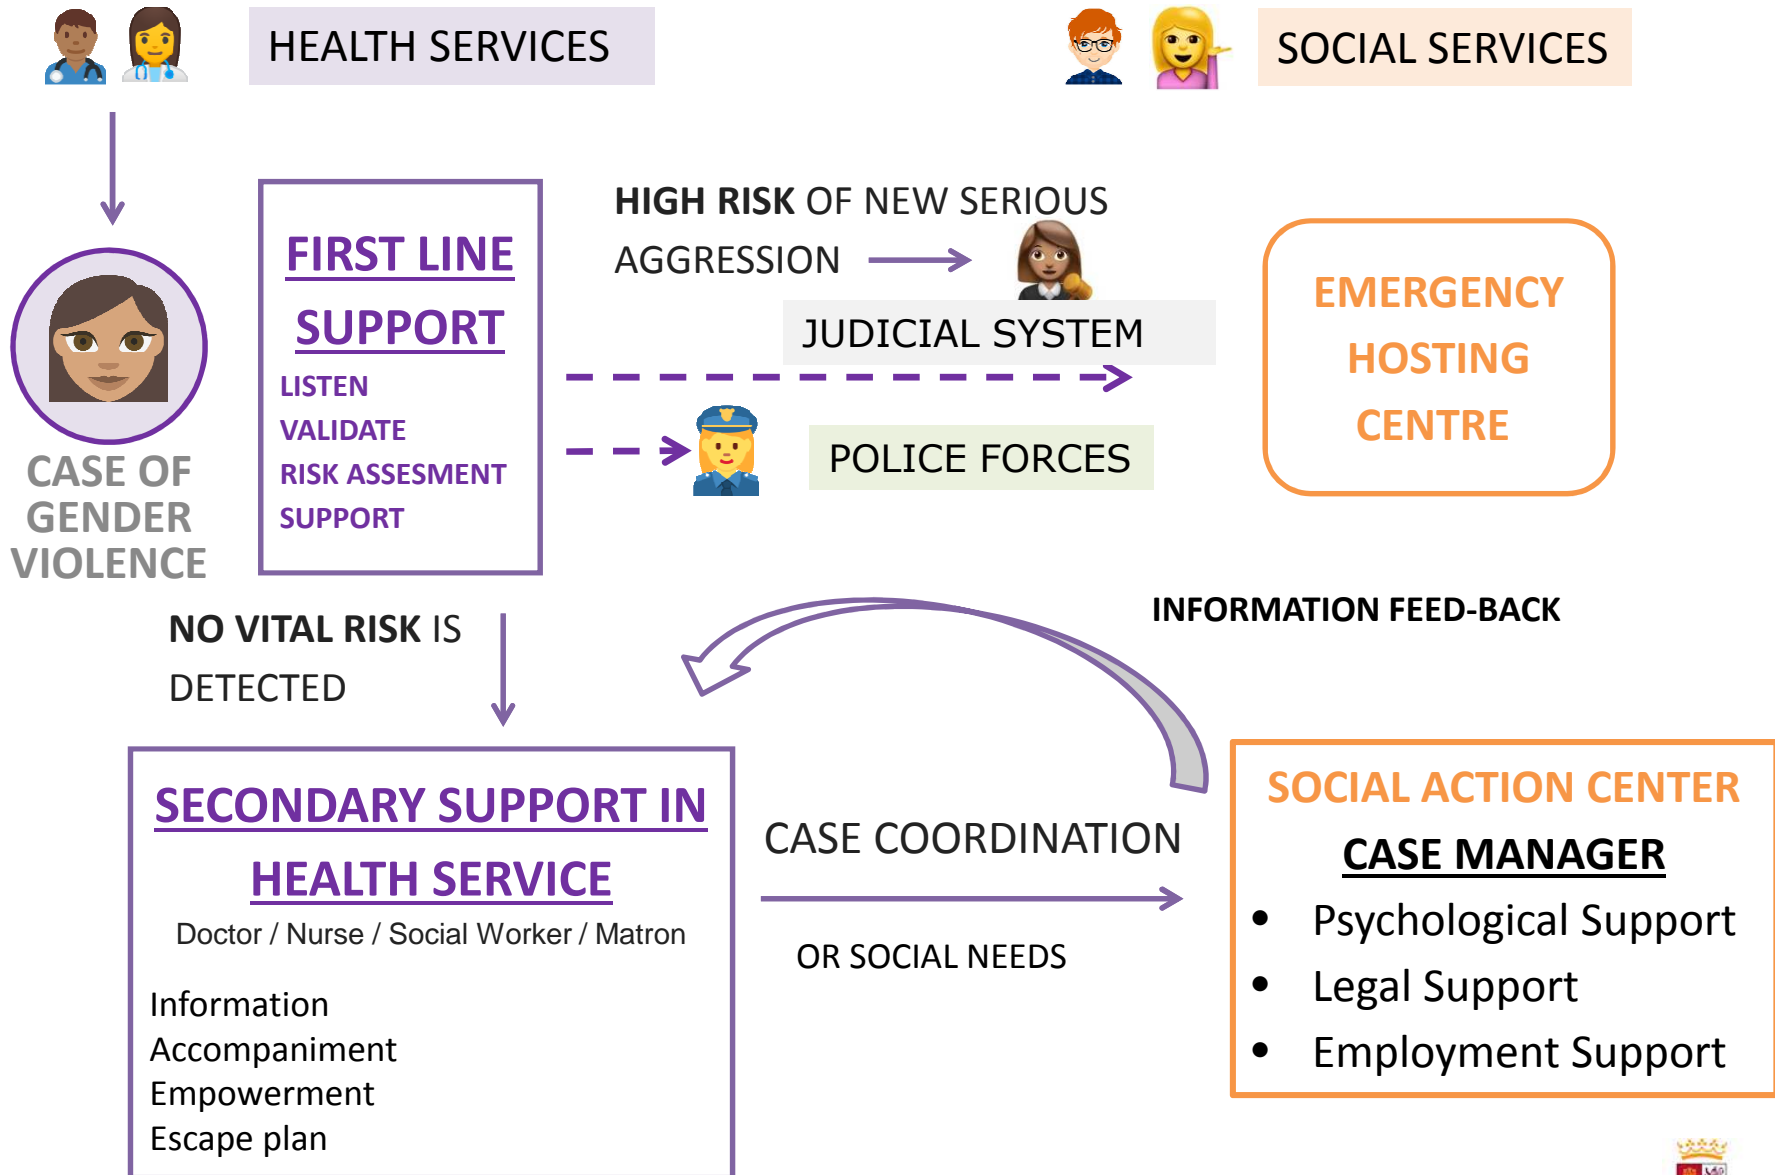 HEALTH SERVICES
SOCIAL SERVICES
FIRST LINE
SUPPORT
LISTEN
VALIDATE
RISK ASSESMENT
SUPPORT
HIGH RISK OF NEW SERIOUS
AGGRESSION
JUDICIAL SYSTEM
POLICE FORCES
EMERGENCY
HOSTING
CENTRE
CASE OF
GENDER
VIOLENCE
NO VITAL RISK IS
DETECTED
INFORMATION FEED-BACK
SECONDARY SUPPORT IN
HEALTH SERVICE
Doctor / Nurse / Social Worker / Matron
Information
Accompaniment
Empowerment
Escape plan
CASE COORDINATION
OR SOCIAL NEEDS
SOCIAL ACTION CENTER
CASE MANAGER
• Psychological Support
• Legal Support
• Employment Support